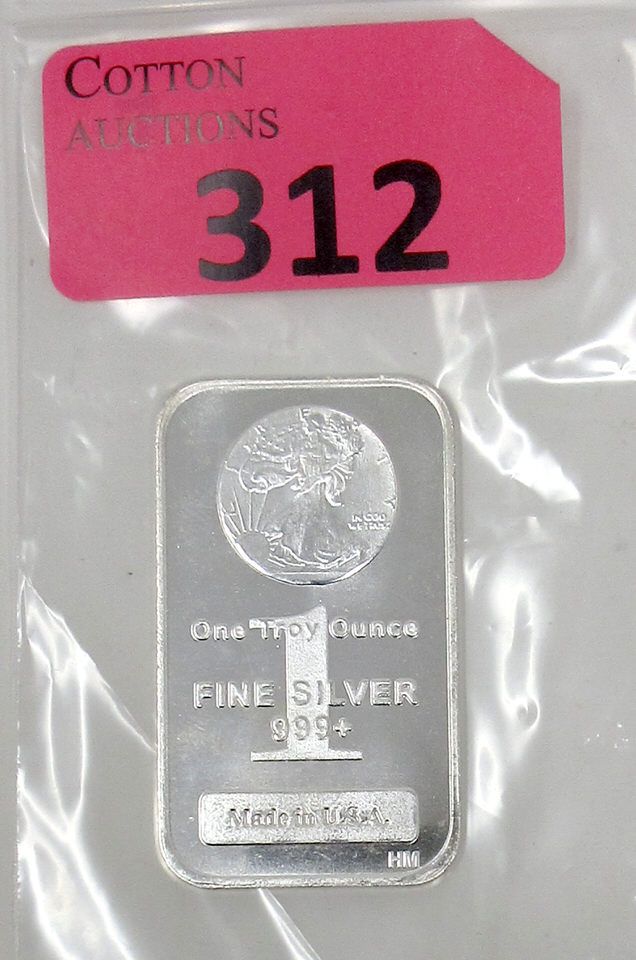 COTTON
AUCTIONS
312
IN GOD
WE TRUST
One Troy Ounce
1
FINE SILVER
999+
Made in U.S.A.
HM